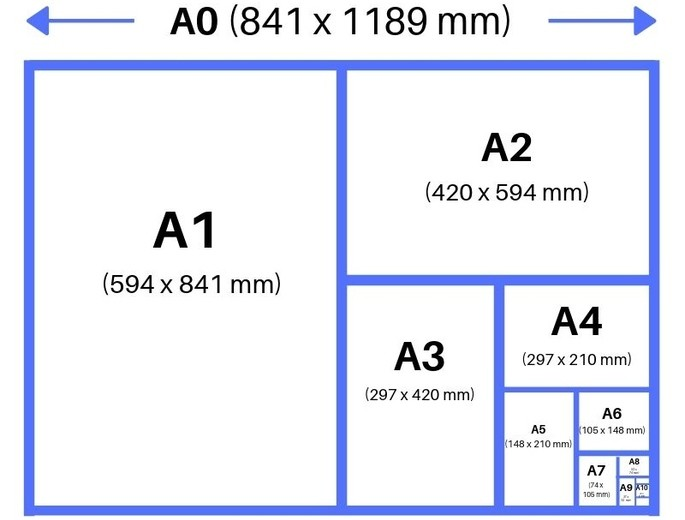 A0 (841 x 1189 mm)
A1
(594 x 841 mm)
A2
(420 x 594 mm)
A3
(297 x 420 mm)
A4
(297 x 210 mm)
A5
(148 x 210 mm)
A6
(105 x 148 mm)
A7
(74 x
105 mm)
A8
A9
A10